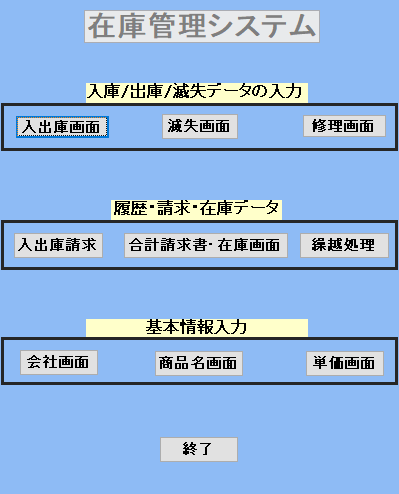 在庫管理システム
入庫/出庫/滅失データの入力
入出庫画面 滅失画面 修理画面
履歴・請求・在庫データ
入出庫請求 合計請求書・在庫画面 繰越処理
基本情報入力
会社画面 商品名画面 単価画面
終了